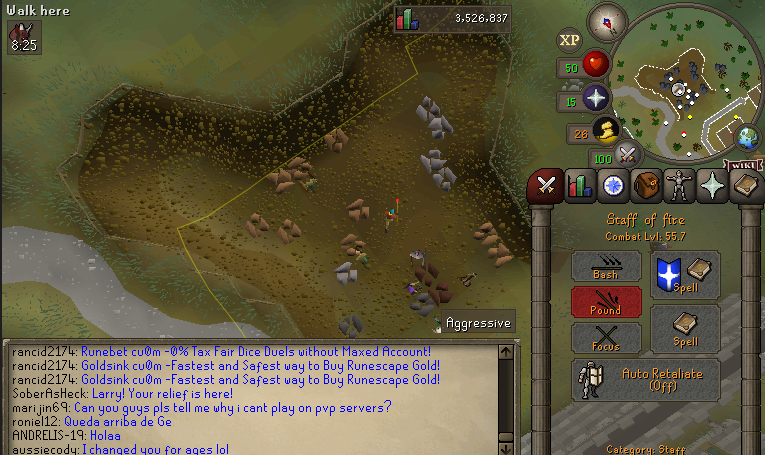 Walk here
8:25
3,526,837
XP
50
15
26
100
WIKI
Staff of fire
Combat Lvl: 55.7
Bash
Spell
Pound
Spell
Focus
Auto Retaliate
(Off)
Category: Staff
Aggressive
rancid2174: Runebet cu0m -0% Tax Fair Dice Duels without Maxed Account!
rancid2174: Goldsink cu0m -Fastest and Safest way to Buy Runescape Gold!
rancid2174: Goldsink cu0m -Fastest and Safest way to Buy Runescape Gold!
SoberAsHeck: Larry! Your relief is here!
marijin69: Can you guys pls tell me why i cant play on pvp servers?
roniel12: Queda arriba de Ge
ANDRELIS-19: Holaa
aussiecody: I changed you for ages lol